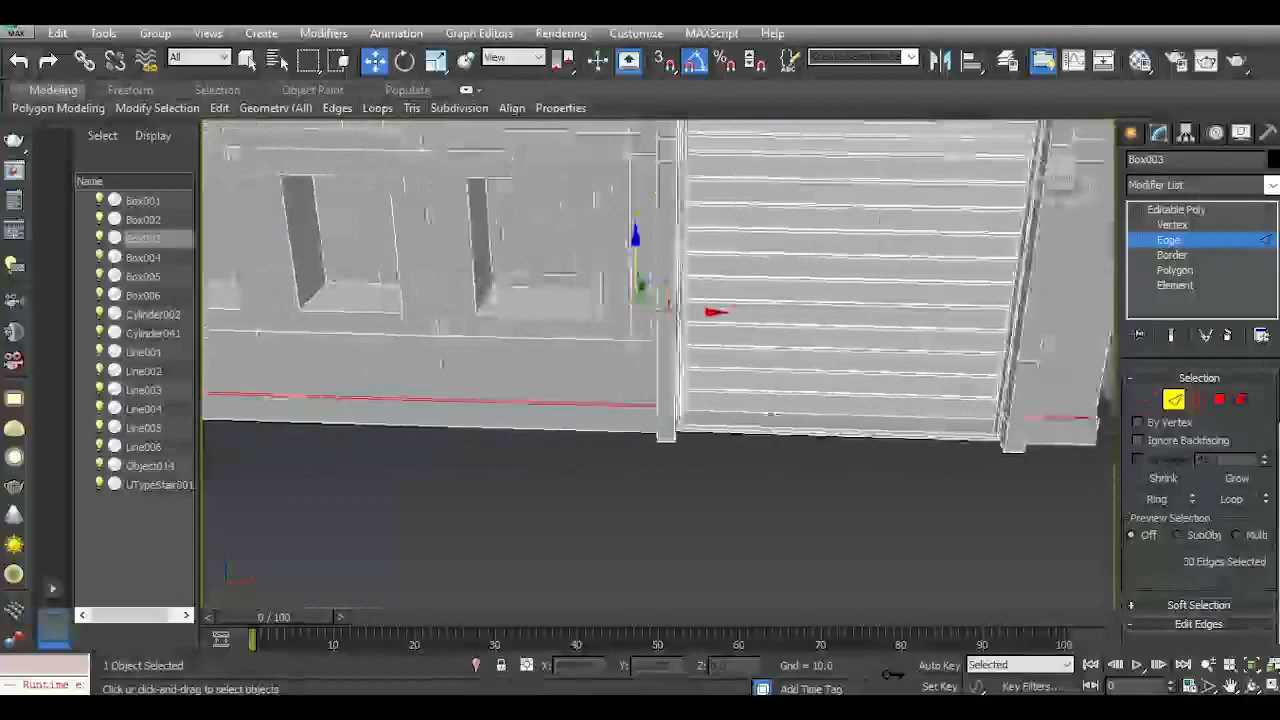 MAX Edit Tools Group Views Create Modifiers Animation Graph Editors Rendering Customize MAXScript Help
All View 3
Modeling Freeform Selection Object Paint Populate
Polygon Modeling Modify Selection Edit Geometry (All) Edges Loops Tris Subdivision Align Properties
Select Display
Name
Box001
Box002
Box004
Box005
Box006
Cylinder002
Cylinder041
Line001
Line002
Line003
Line004
Line005
Line006
Object014
UTypeStair001
Box003
Modifier List
Editable Poly
Vertex
Edge
Border
Polygon
Element
Selection
By Vertex
Ignore Backfacing
Shrink Grow
Ring Loop
Preview Selection
Off SubObj Multi
30 Edges Selected
Soft Selection
Edit Edges
0 / 100
10 20 30 40 50 60 70 80 90 100
1 Object Selected X: Y: Z: Grid = 10.0 Auto Key Selected
Runtime e: Click or click-and-drag to select objects Add Time Tag Set Key Key Filters... 0